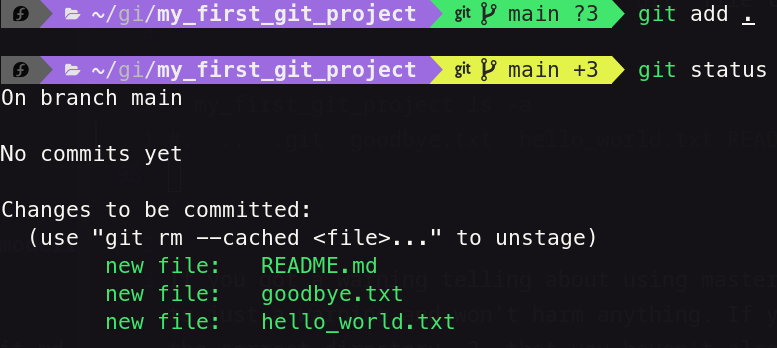 ~/gi/my_first_git_project git main ?3 git add .
~/gi/my_first_git_project git main +3 git status
On branch main
No commits yet
Changes to be committed:
(use "git rm --cached <file>..." to unstage)
new file: README.md
new file: goodbye.txt
new file: hello_world.txt